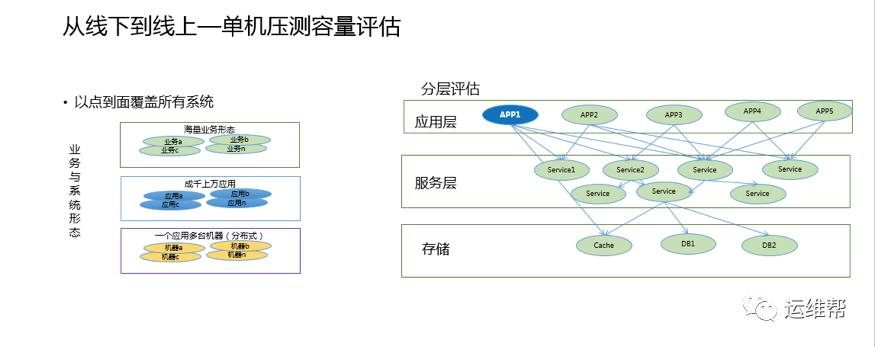 从线下到线上—单机压测容量评估
• 以点到面覆盖所有系统
业务与系统形态
海量业务形态
业务a 业务b
业务c 业务n
成千上万应用
应用a 应用b
应用c 应用n
一个应用多台机器（分布式）
机器a 机器b
机器c 机器n
分层评估
应用层
APP1 APP2 APP3 APP4 APP5
服务层
Service1 Service2 Service Service
Service Service Service
存储
Cache DB1 DB2
运维帮